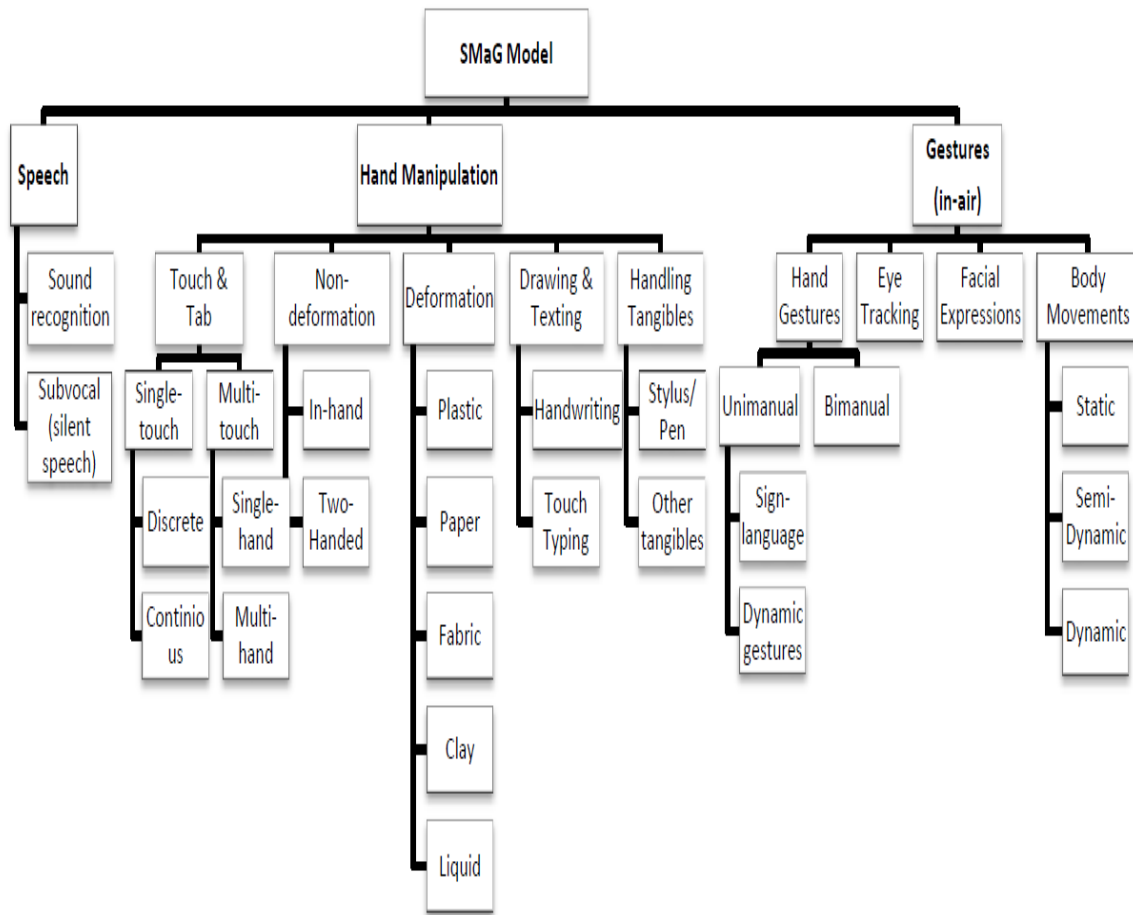 SMaG Model
Speech
Hand Manipulation
Gestures
(in-air)
Sound
recognition
Subvocal
(silent
speech)
Touch &
Tab
Non-
deformation
Deformation
Drawing &
Texting
Handling
Tangibles
Hand
Gestures
Eye
Tracking
Facial
Expressions
Body
Movements
Single-
touch
Multi-
touch
In-hand
Plastic
Handwriting
Stylus/
Pen
Unimanual
Bimanual
Static
Discrete
Single-
hand
Two-
Handed
Paper
Touch
Typing
Other
tangibles
Sign-
language
Semi-
Dynamic
Continio
us
Multi-
hand
Fabric
Dynamic
gestures
Dynamic
Clay
Liquid